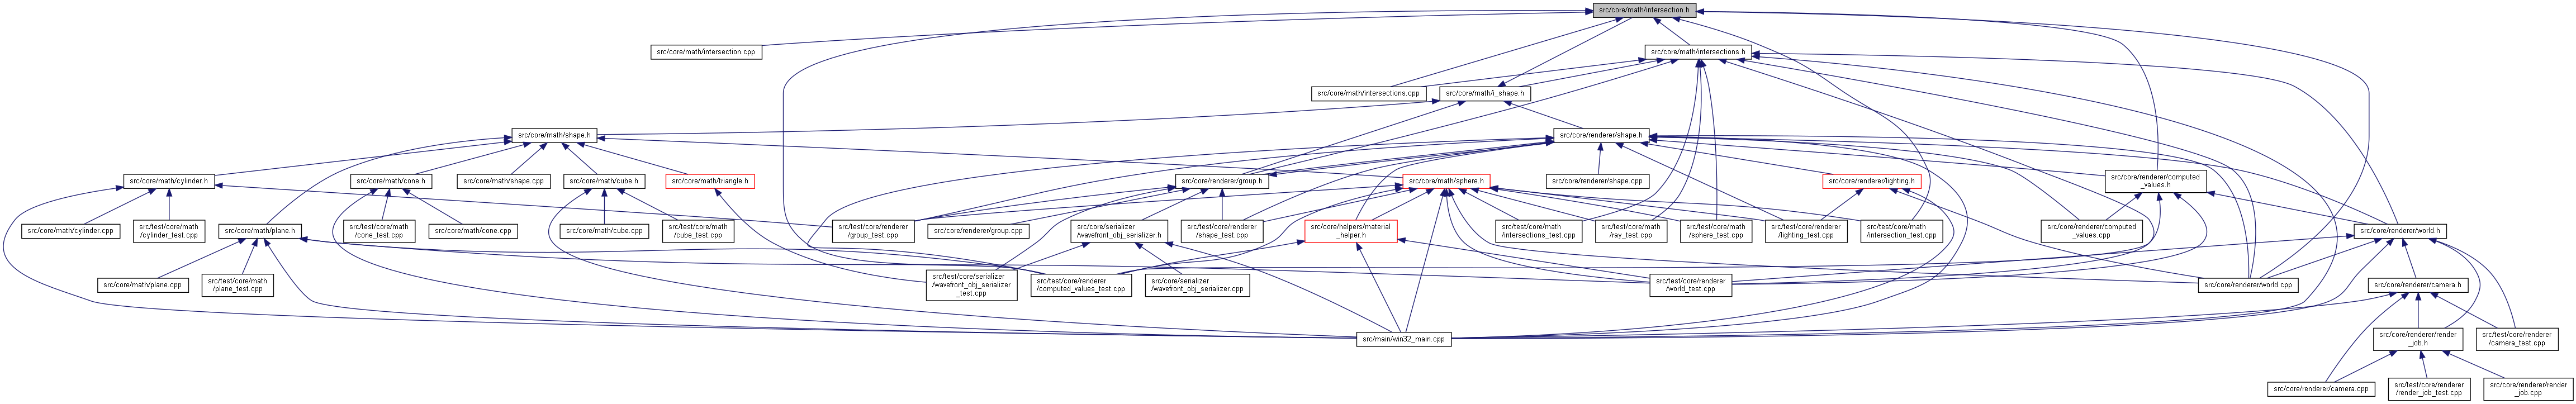 src/core/math/intersection.h
src/core/math/intersection.cpp
src/core/math/intersections.h
src/core/math/intersections.cpp
src/core/math/i_shape.h
src/core/math/shape.h
src/core/renderer/shape.h
src/core/math/cylinder.h
src/core/math/cone.h
src/core/math/shape.cpp
src/core/math/cube.h
src/core/math/triangle.h
src/core/renderer/group.h
src/core/math/sphere.h
src/core/renderer/shape.cpp
src/core/renderer/lighting.h
src/core/renderer/computed
_values.h
src/core/math/cylinder.cpp
src/test/core/math
/cylinder_test.cpp
src/core/math/plane.h
src/test/core/math
/cone_test.cpp
src/core/math/cone.cpp
src/core/math/cube.cpp
src/test/core/math
/cube_test.cpp
src/test/core/renderer
/group_test.cpp
src/core/renderer/group.cpp
src/core/serializer
/wavefront_obj_serializer.h
src/test/core/renderer
/shape_test.cpp
src/core/helpers/material
_helper.h
src/test/core/math
/intersections_test.cpp
src/test/core/math
/ray_test.cpp
src/test/core/math
/sphere_test.cpp
src/test/core/renderer
/lighting_test.cpp
src/test/core/math
/intersection_test.cpp
src/core/renderer/computed
_values.cpp
src/core/renderer/world.h
src/core/math/plane.cpp
src/test/core/math
/plane_test.cpp
src/test/core/serializer
/wavefront_obj_serializer
_test.cpp
src/test/core/renderer
/computed_values_test.cpp
src/core/serializer
/wavefront_obj_serializer.cpp
src/test/core/renderer
/world_test.cpp
src/core/renderer/world.cpp
src/core/renderer/camera.h
src/main/win32_main.cpp
src/core/renderer/render
_job.h
src/test/core/renderer
/camera_test.cpp
src/core/renderer/camera.cpp
src/test/core/renderer
/render_job_test.cpp
src/core/renderer/render
_job.cpp